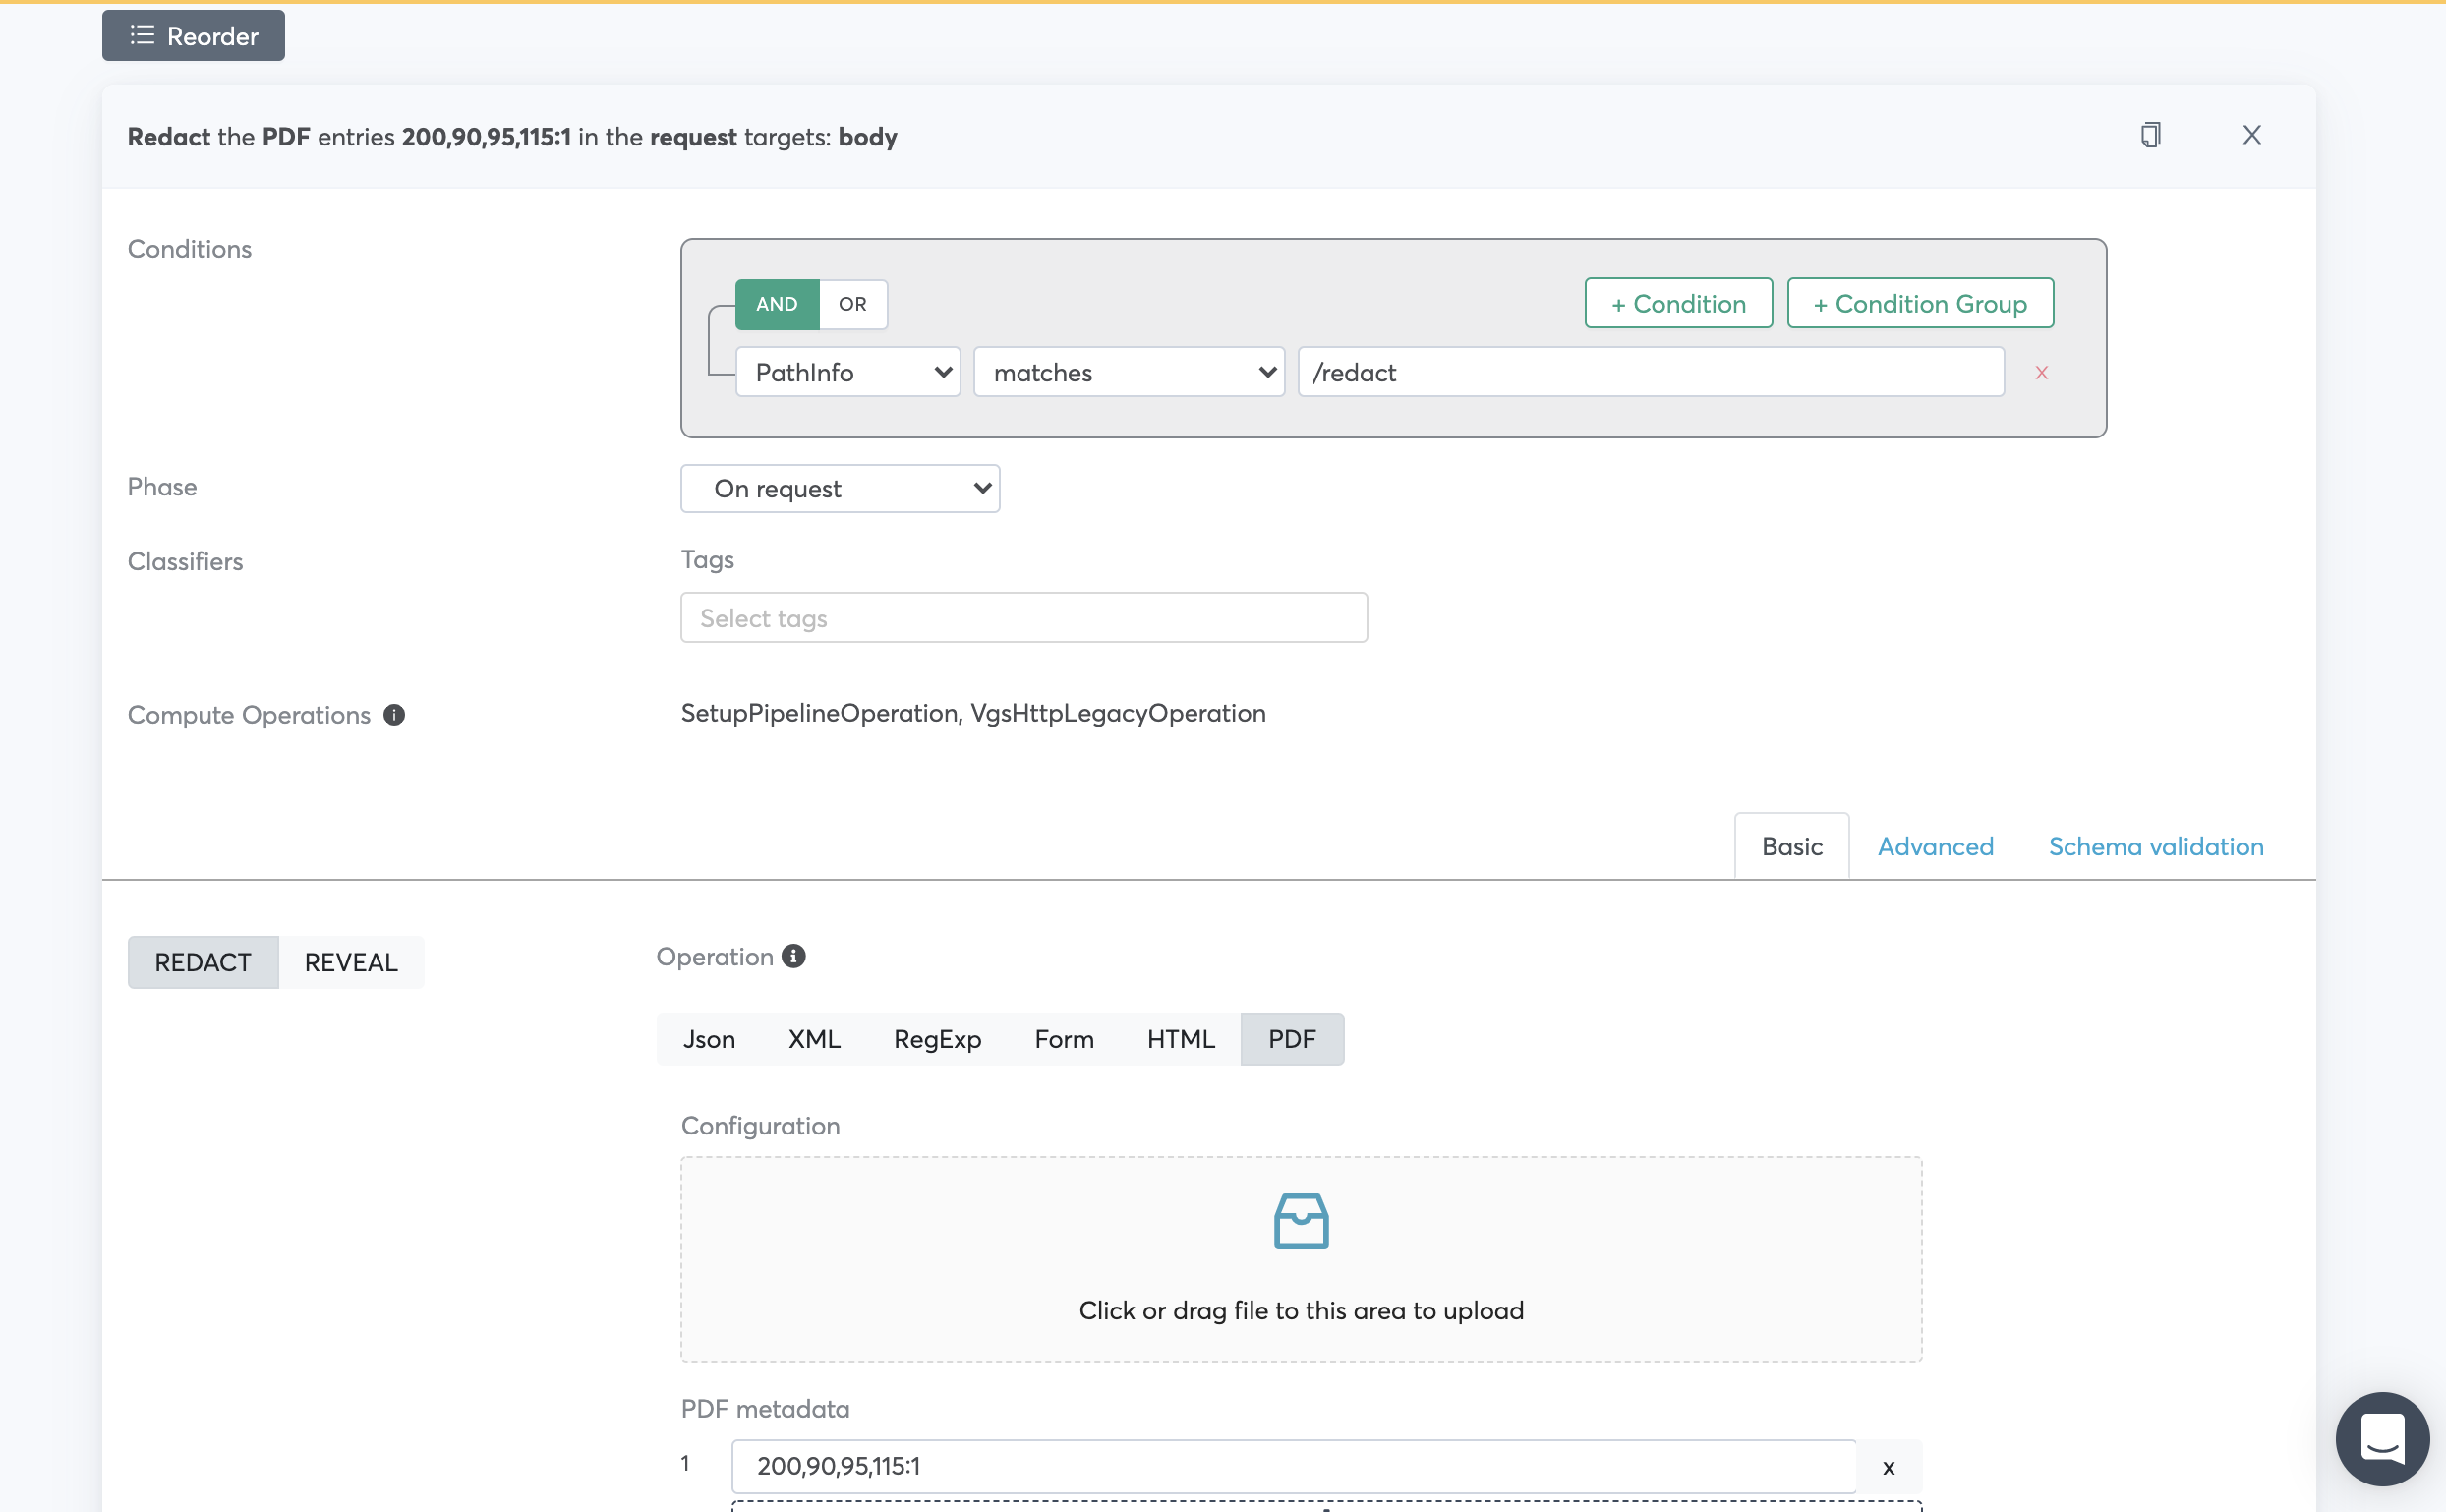 Reorder
Redact the PDF entries 200,90,95,115:1 in the request targets: body
Conditions
AND OR + Condition + Condition Group
PathInfo matches /redact x
Phase On request
Classifiers Tags
Select tags
Compute Operations SetupPipelineOperation, VgsHttpLegacyOperation
Basic Advanced Schema validation
REDACT REVEAL Operation
Json XML RegExp Form HTML PDF
Configuration
Click or drag file to this area to upload
PDF metadata
1 200,90,95,115:1 x